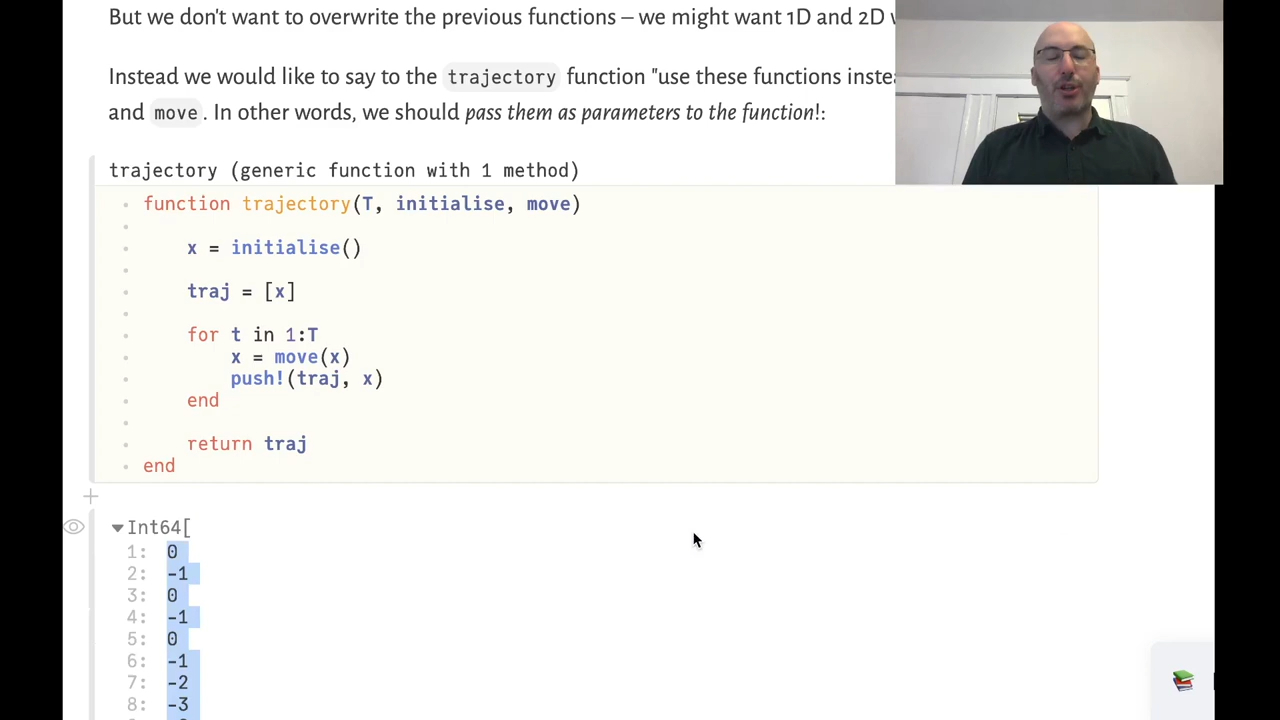 But we don't want to overwrite the previous functions – we might want 1D and 2D
Instead we would like to say to the trajectory function "use these functions
and move. In other words, we should pass them as parameters to the function!:
trajectory (generic function with 1 method)
function trajectory(T, initialise, move)
x = initialise()
traj = [x]
for t in 1:T
x = move(x)
push!(traj, x)
end
return traj
end
Int64[
1: 0
2: -1
3: 0
4: -1
5: 0
6: -1
7: -2
8: -3